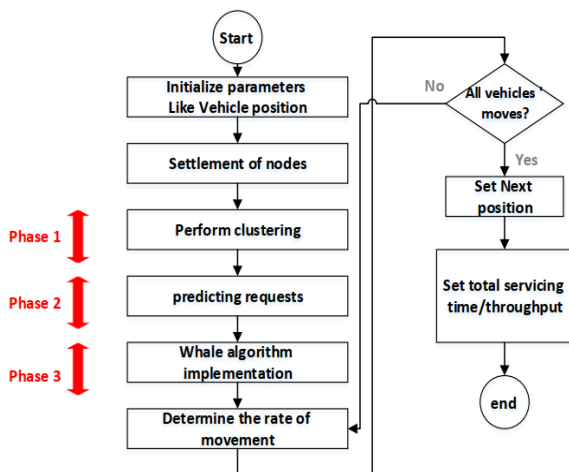 Start
Initialize parameters
Like Vehicle position
Settlement of nodes
Phase 1
Perform clustering
Phase 2
predicting requests
Phase 3
Whale algorithm
implementation
Determine the rate of
movement
All vehicles '
moves?
No
Yes
Set Next
position
Set total servicing
time/throughput
end